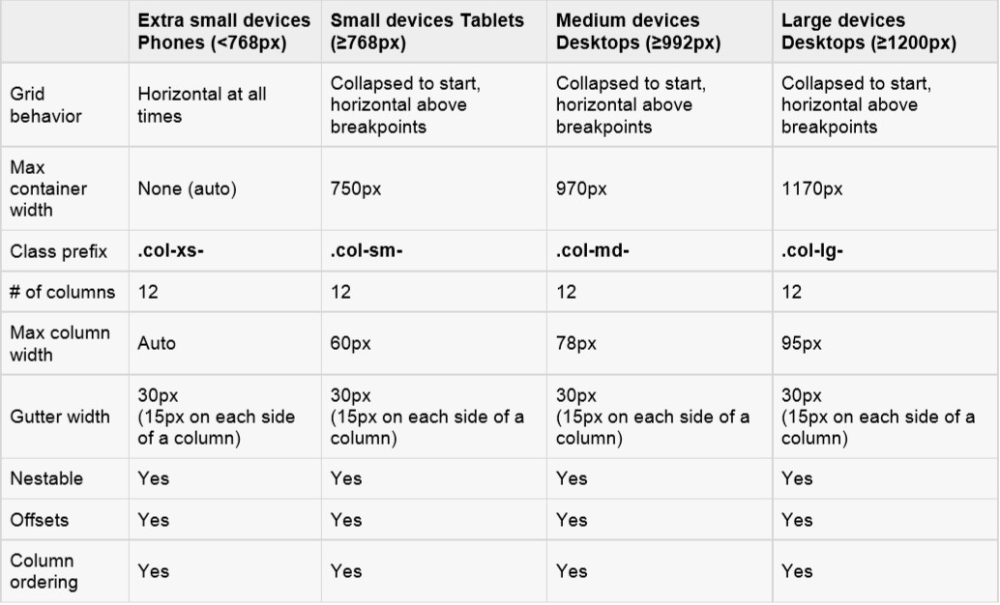 Extra small devices Small devices Tablets Medium devices Large devices
Phones (<768px) (≥768px) Desktops (≥992px) Desktops (≥1200px)
Grid behavior
Horizontal at all times
Collapsed to start, horizontal above breakpoints
Collapsed to start, horizontal above breakpoints
Collapsed to start, horizontal above breakpoints
Max container width
None (auto) 750px 970px 1170px
Class prefix .col-xs- .col-sm- .col-md- .col-lg-
# of columns 12 12 12 12
Max column width
Auto 60px 78px 95px
Gutter width
30px (15px on each side of a column)
30px (15px on each side of a column)
30px (15px on each side of a column)
30px (15px on each side of a column)
Nestable Yes Yes Yes Yes
Offsets Yes Yes Yes Yes
Column ordering
Yes Yes Yes Yes